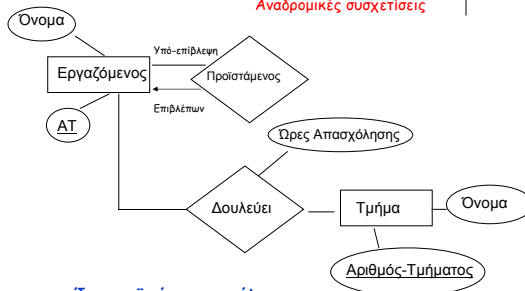 Αναδρομικές συσχετίσεις
Όνομα
Υπό-επίβλεψη
Εργαζόμενος
Προϊστάμενος
Επιβλέπων
ΑΤ
Ώρες Απασχόλησης
Δουλεύει
Τμήμα
Όνομα
Αριθμός-Τμήματος